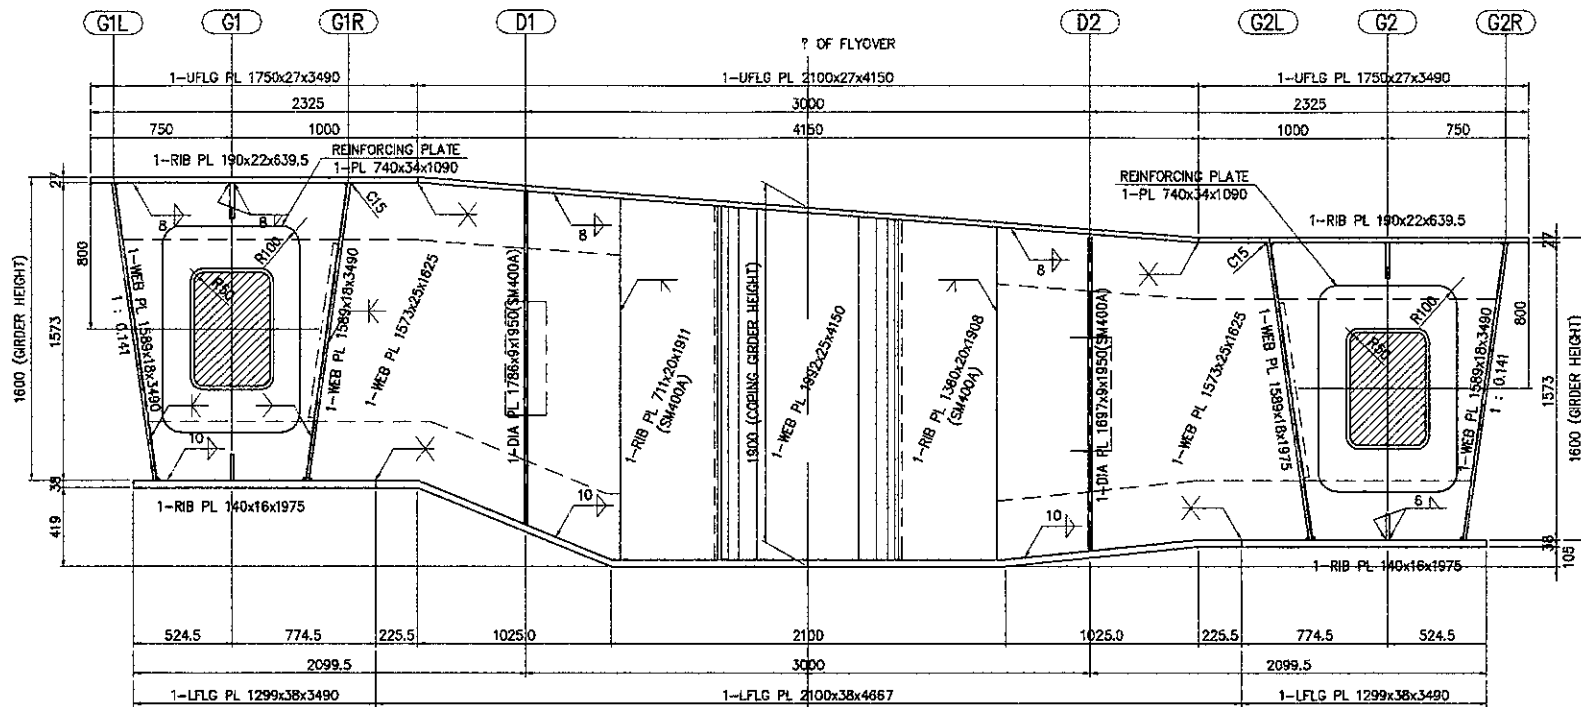 G1L G1 G1R D1 D2 G2L G2 G2R
? OF FLYOVER
1-UFLG PL 1750x27x3490 1-UFLG PL 2100x27x4150 1-UFLG PL 1750x27x3490
2325 3000 2325
750 1000 4150 1000 750
1-RIB PL 190x22x639.5
REINFORCING PLATE
1-PL 740x34x1090
REINFORCING PLATE
1-PL 740x34x1090
1-RIB PL 190x22x639.5
27
8
8
C15
R100
R50
800
1573
1600 (GIRDER HEIGHT)
38
419
1-WEB PL 1589x18x3490
1 : 0.141
1-WEB PL 1589x18x3490
1-WEB PL 1573x25x1625
10
1-RIB PL 140x16x1975
1-DIA PL 1786x9x1950(SM400A)
8
10
1-RIB PL 711x20x1911
(SM400A)
1900 (COPING GIRDER HEIGHT)
1-WEB PL 1992x25x4150
1-RIB PL 1380x20x1908
(SM400A)
8
10
1-DIA PL 1697x9x1950(SM400A)
1-WEB PL 1573x25x1625
C15
1-WEB PL 1589x18x1975
R100
R50
1-WEB PL 1589x18x3490
1 : 0.141
6
27
800
1573
1600 (GIRDER HEIGHT)
38
105
1-RIB PL 140x16x1975
524.5 774.5 225.5 1025.0 2100 1025.0 225.5 774.5 524.5
2099.5 3000 2099.5
1-LFLG PL 1299x38x3490 1-LFLG PL 2100x38x4667 1-LFLG PL 1299x38x3490